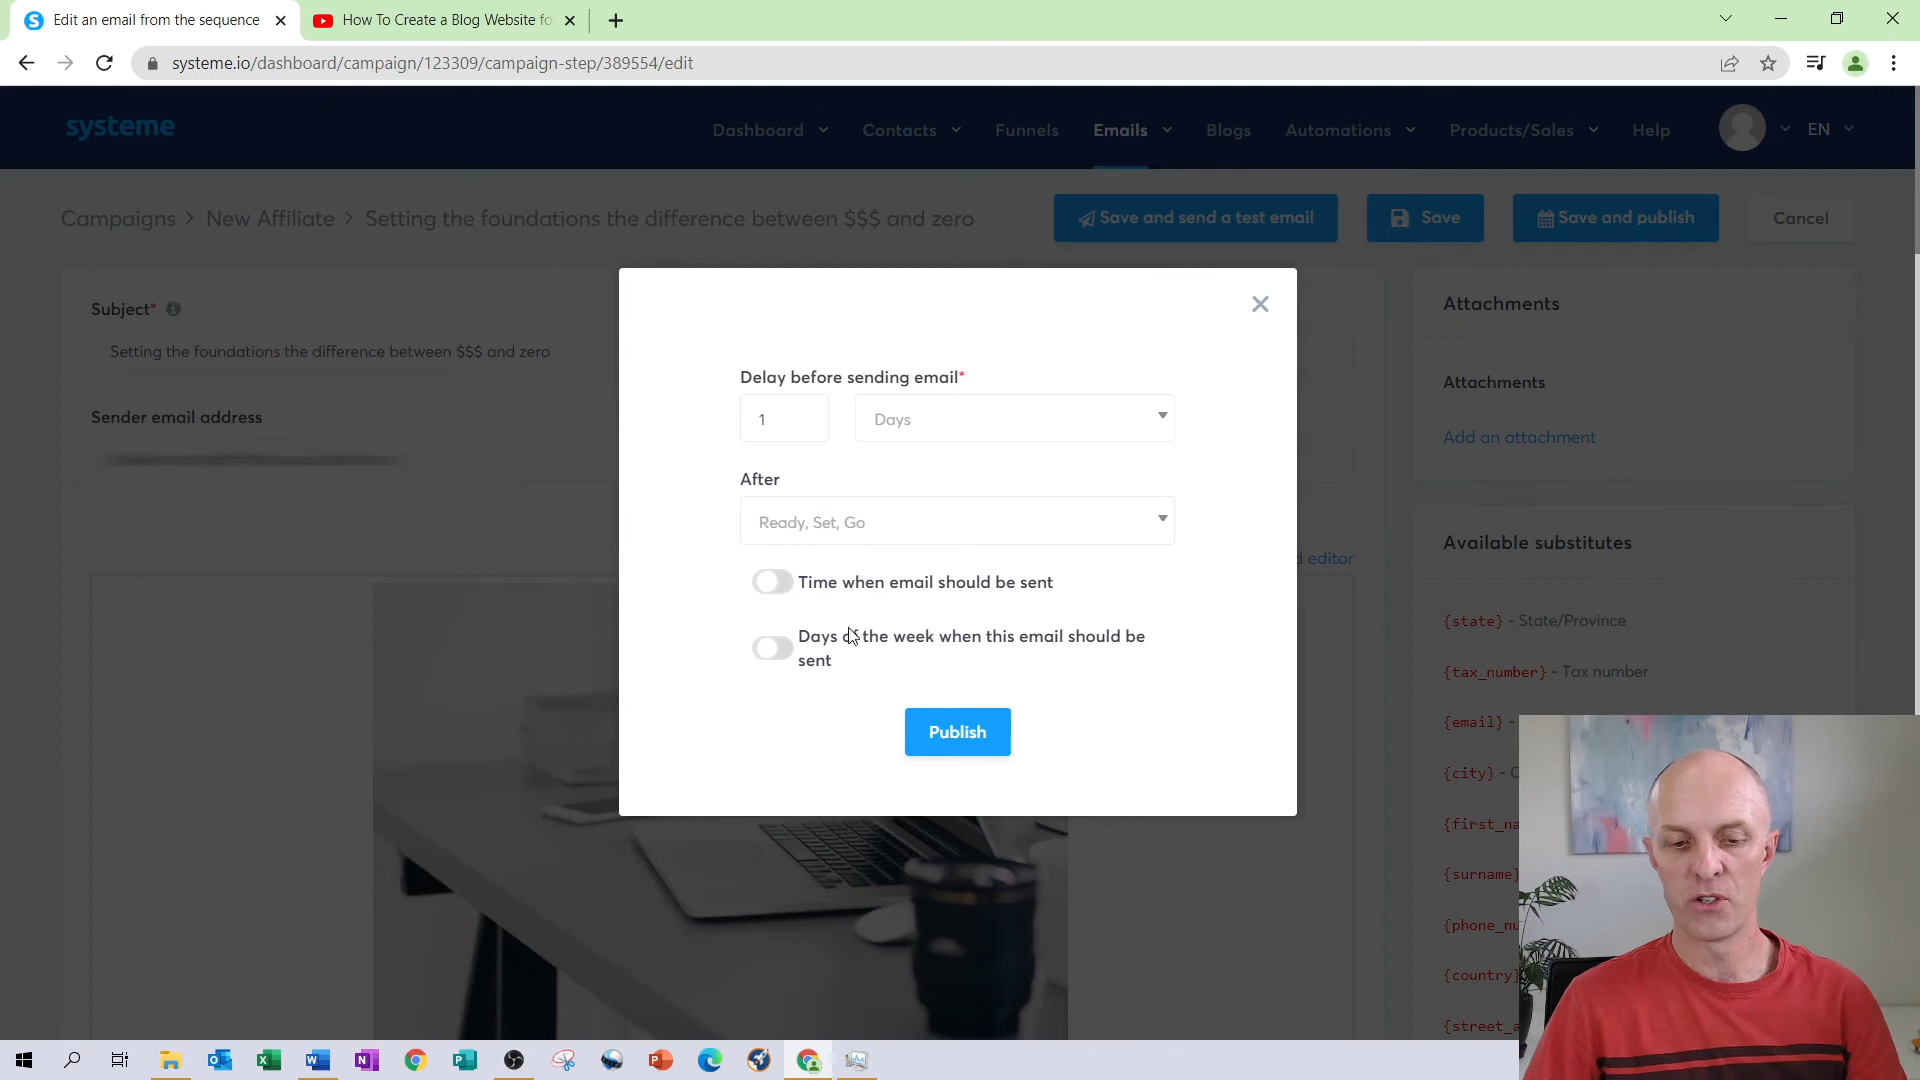 Edit an email from the sequence
How To Create a Blog Website fo
systeme.io/dashboard/campaign/123309/campaign-step/389554/edit
systeme
Dashboard
Contacts
Funnels
Emails
Blogs
Automations
Products/Sales
Help
EN
Campaigns > New Affiliate > Setting the foundations the difference between $$$ and zero
Save and send a test email
Save
Save and publish
Cancel
Subject*
Setting the foundations the difference between $$$ and zero
Sender email address
editor
Delay before sending email*
1
Days
After
Ready, Set, Go
Time when email should be sent
Days of the week when this email should be
sent
Publish
Attachments
Attachments
Add an attachment
Available substitutes
{state} - State/Province
{tax_number} - Tax number
{email} -
{city} -
{first_na
{surname}
{phone_nu
{country}
{street_a